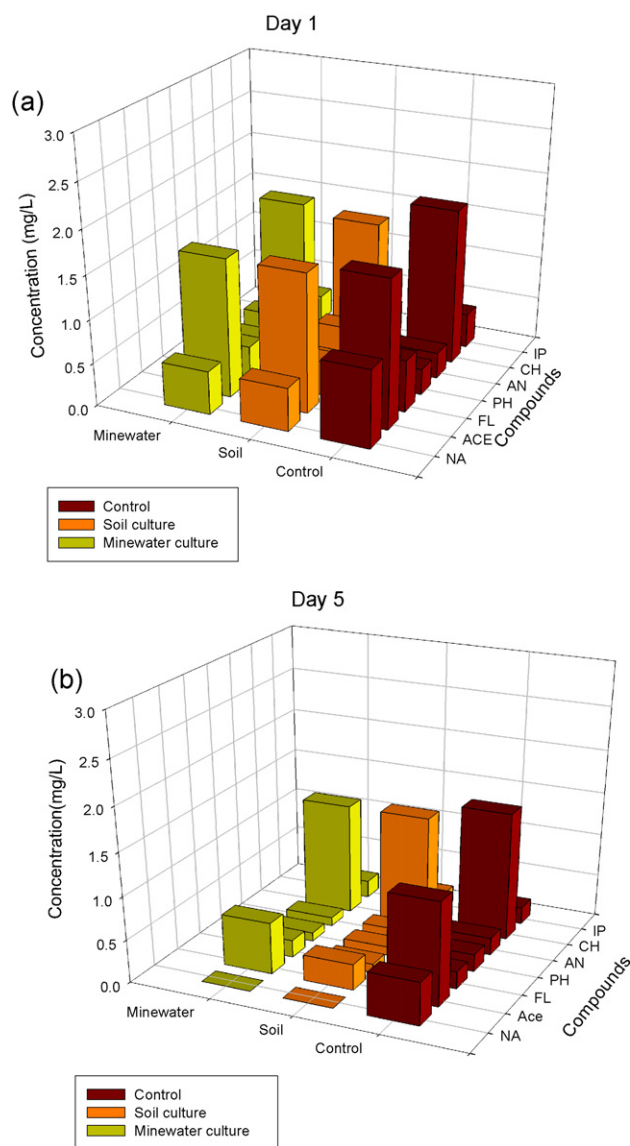 Day 1
(a)
Concentration (mg/L)
3.0
2.5
2.0
1.5
1.0
0.5
0.0
Minewater
Soil
Control
NA
ACE
FL
PH
AN
CH
IP
Compounds
Control
Soil culture
Minewater culture
Day 5
(b)
Concentration(mg/L)
3.0
2.5
2.0
1.5
1.0
0.5
0.0
Minewater
Soil
Control
NA
Ace
FL
PH
AN
CH
IP
Compounds
Control
Soil culture
Minewater culture